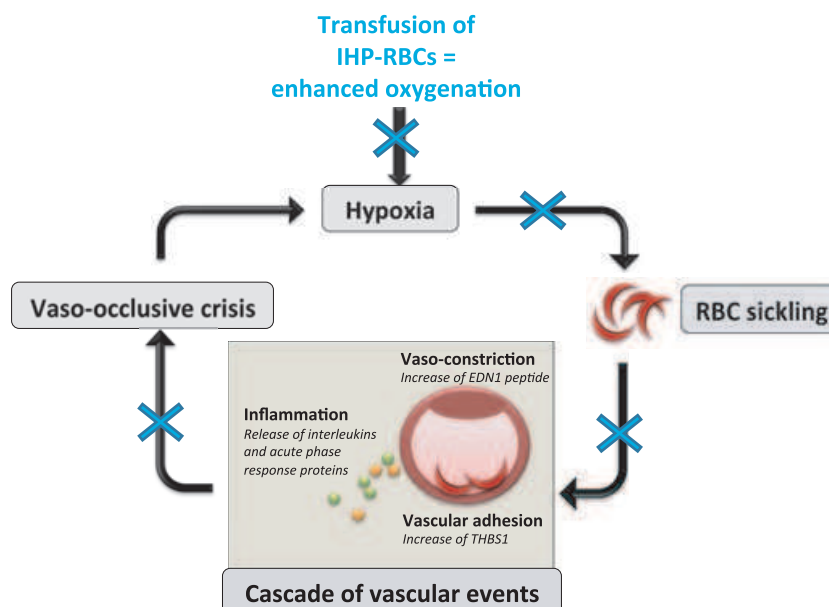 Transfusion of
IHP-RBCs =
enhanced oxygenation
Hypoxia
Vaso-occlusive crisis
RBC sickling
Vaso-constriction
Increase of EDN1 peptide
Inflammation
Release of interleukins
and acute phase
response proteins
Vascular adhesion
Increase of THBS1
Cascade of vascular events